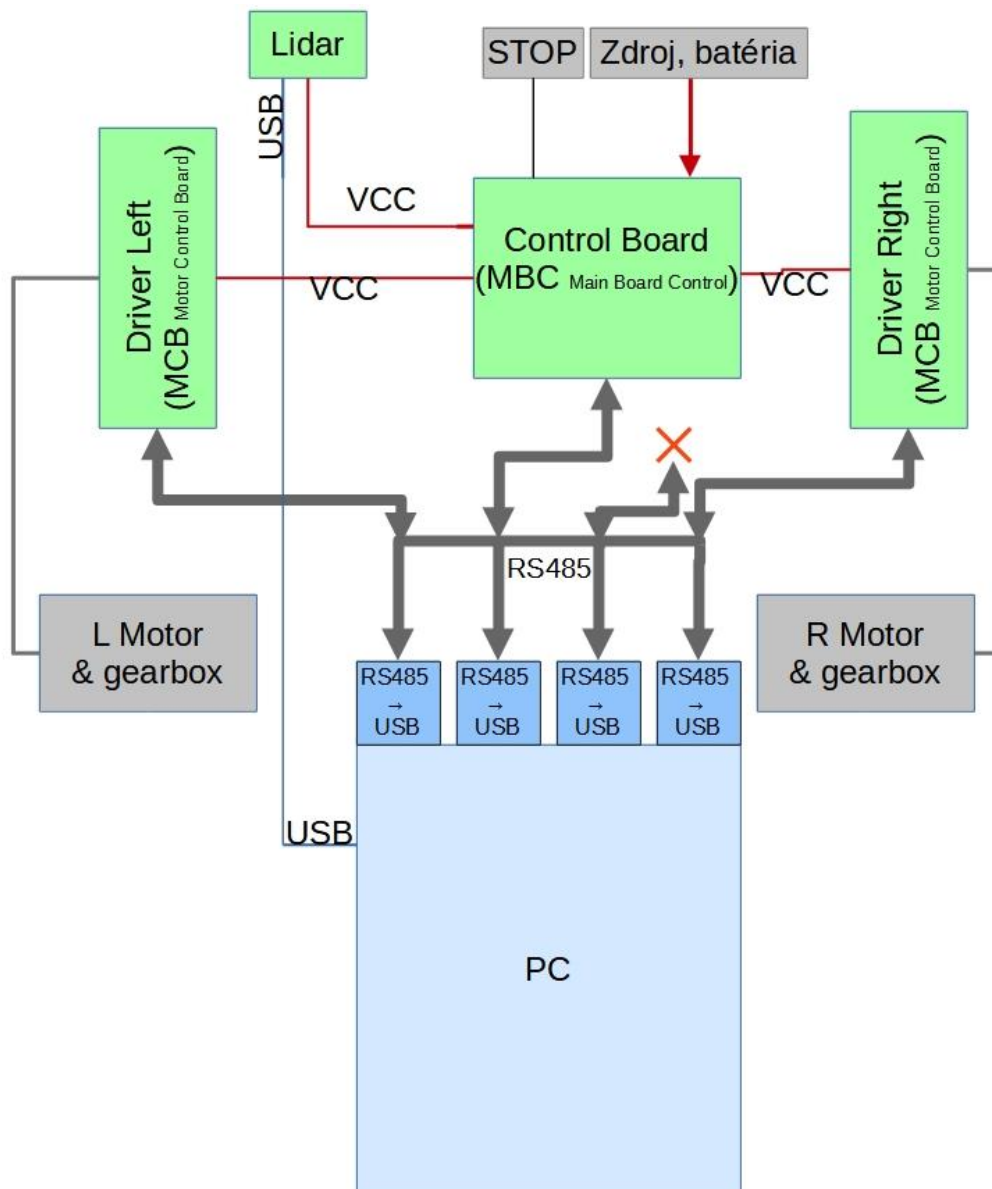 Lidar
STOP
Zdroj, batéria
USB
VCC
Driver Left
(MCB Motor Control Board)
Control Board
(MBC Main Board Control)
Driver Right
(MCB Motor Control Board)
VCC
VCC
RS485
L Motor
& gearbox
R Motor
& gearbox
RS485
→
USB
RS485
→
USB
RS485
→
USB
RS485
→
USB
USB
PC